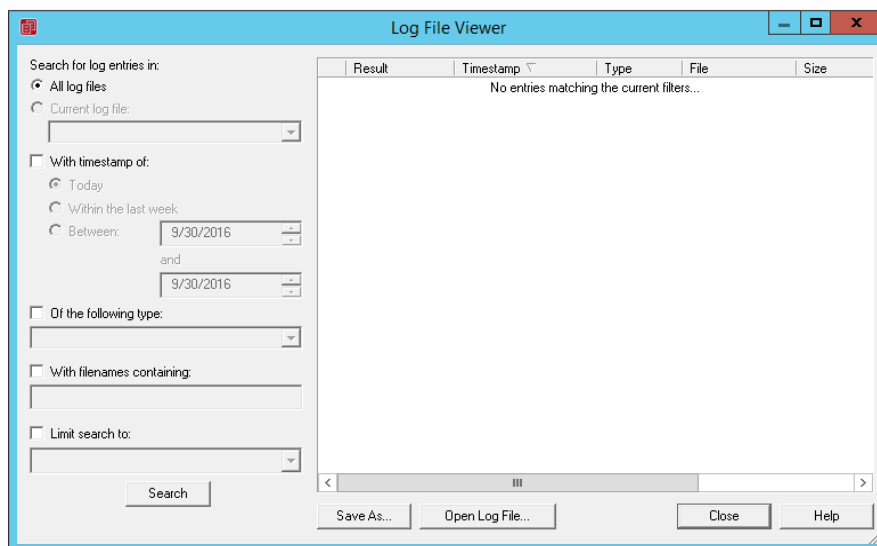 Log File Viewer
Search for log entries in:
All log files
Current log file:
With timestamp of:
Today
Within the last week
Between: 9/30/2016
and
9/30/2016
Of the following type:
With filenames containing:
Limit search to:
Search
Result Timestamp Type File Size
No entries matching the current filters...
Save As... Open Log File... Close Help